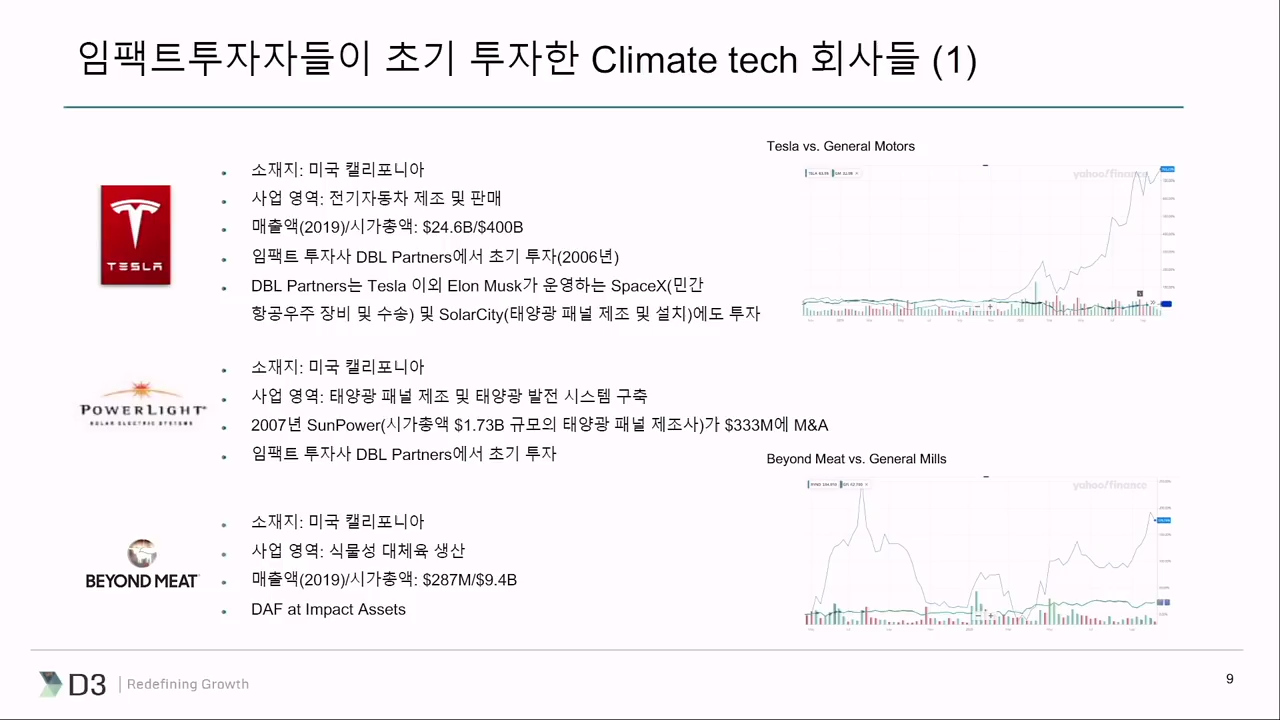 임팩트투자자들이 초기 투자한 Climate tech 회사들 (1)
TESLA
소재지: 미국 캘리포니아
사업 영역: 전기자동차 제조 및 판매
매출액(2019)/시가총액: $24.6B/$400B
임팩트 투자사 DBL Partners에서 초기 투자(2006년)
DBL Partners는 Tesla 이외 Elon Musk가 운영하는 SpaceX(민간
항공우주 장비 및 수송) 및 SolarCity(태양광 패널 제조 및 설치)에도 투자
Tesla vs. General Motors
yahoo/finance
POWERLIGHT
SOLAR ELECTRIC SYSTEMS
소재지: 미국 캘리포니아
사업 영역: 태양광 패널 제조 및 태양광 발전 시스템 구축
2007년 SunPower(시가총액 $1.73B 규모의 태양광 패널 제조사)가 $333M에 M&A
임팩트 투자사 DBL Partners에서 초기 투자
Beyond Meat vs. General Mills
yahoo/finance
BEYOND MEAT
소재지: 미국 캘리포니아
사업 영역: 식물성 대체육 생산
매출액(2019)/시가총액: $287M/$9.4B
DAF at Impact Assets
D3 | Redefining Growth
9